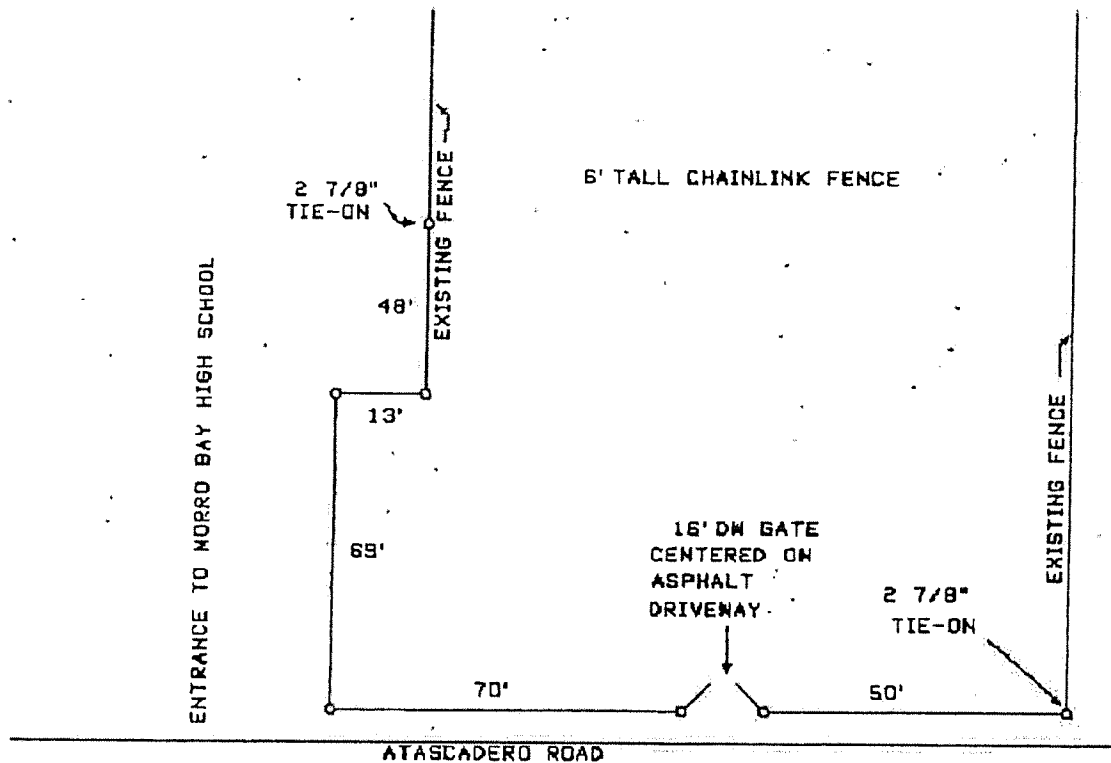 2 7/8"
TIE-ON
EXISTING FENCE
6' TALL CHAINLINK FENCE
48'
13'
ENTRANCE TO MORRO BAY HIGH SCHOOL
69'
16' DW GATE
CENTERED ON
ASPHALT
DRIVEWAY
EXISTING FENCE
2 7/8"
TIE-ON
70'
50'
ATASCADERO ROAD